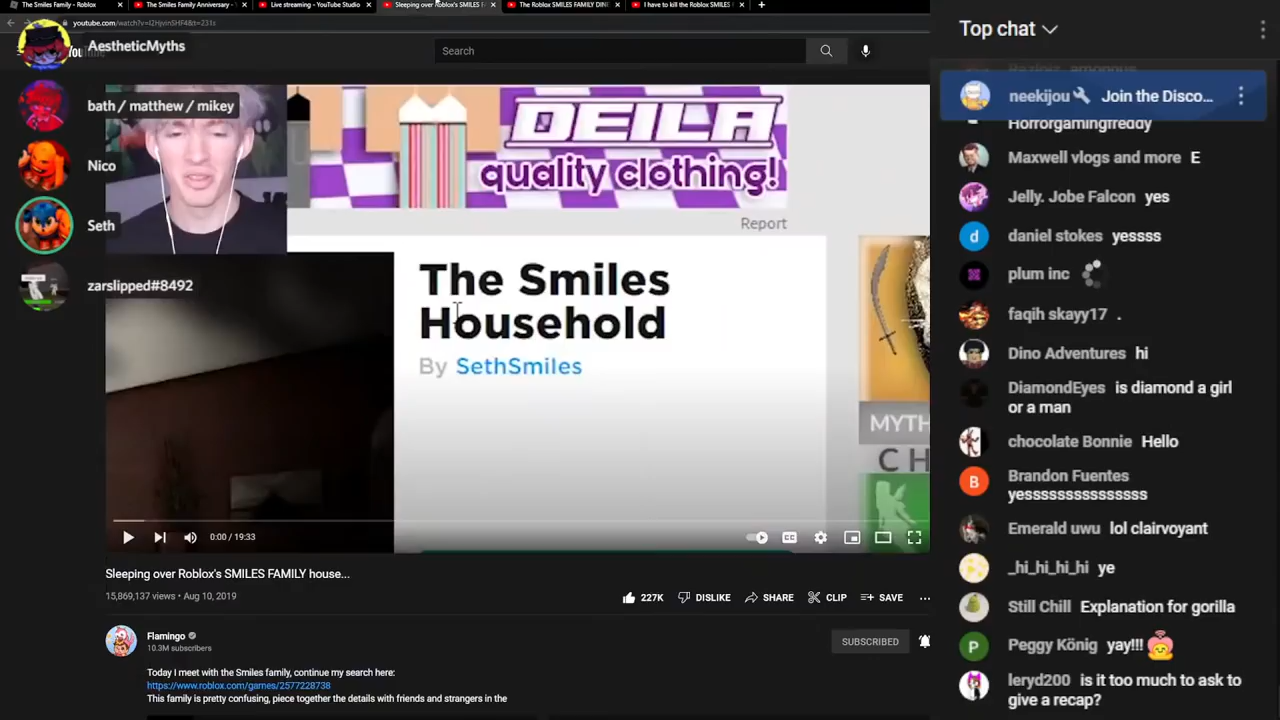 The Smiles Family - Roblox
The Smiles Family Anniversary -
Live streaming - YouTube Studio
Sleeping over Roblox's SMILES F
The Roblox SMILES FAMILY DIN
I have to kill the Roblox SMILES
Search
AestheticMyths
bath / matthew / mikey
Nico
Seth
zarslipped#8492
DEILA
quality clothing!
Report
The Smiles
Household
By SethSmiles
MYTH
CH
0:00 / 19:33
Sleeping over Roblox's SMILES FAMILY house...
15,869,137 views • Aug 10, 2019
227K DISLIKE SHARE CLIP SAVE ...
Flamingo
10.3M subscribers
SUBSCRIBED
Today I meet with the Smiles family, continue my search here:
https://www.roblox.com/games/2577228738
This family is pretty confusing, piece together the details with friends and strangers in the
Top chat
neekijou Join the Disco...
Horrorgamingfreddy
Maxwell vlogs and more E
Jelly. Jobe Falcon yes
daniel stokes yessss
plum inc
faqih skayy17 .
Dino Adventures hi
DiamondEyes is diamond a girl
or a man
chocolate Bonnie Hello
Brandon Fuentes
yesssssssssssssss
Emerald uwu lol clairvoyant
_hi_hi_hi_hi ye
Still Chill Explanation for gorilla
Peggy König yay!!!
leryd200 is it too much to ask to
give a recap?